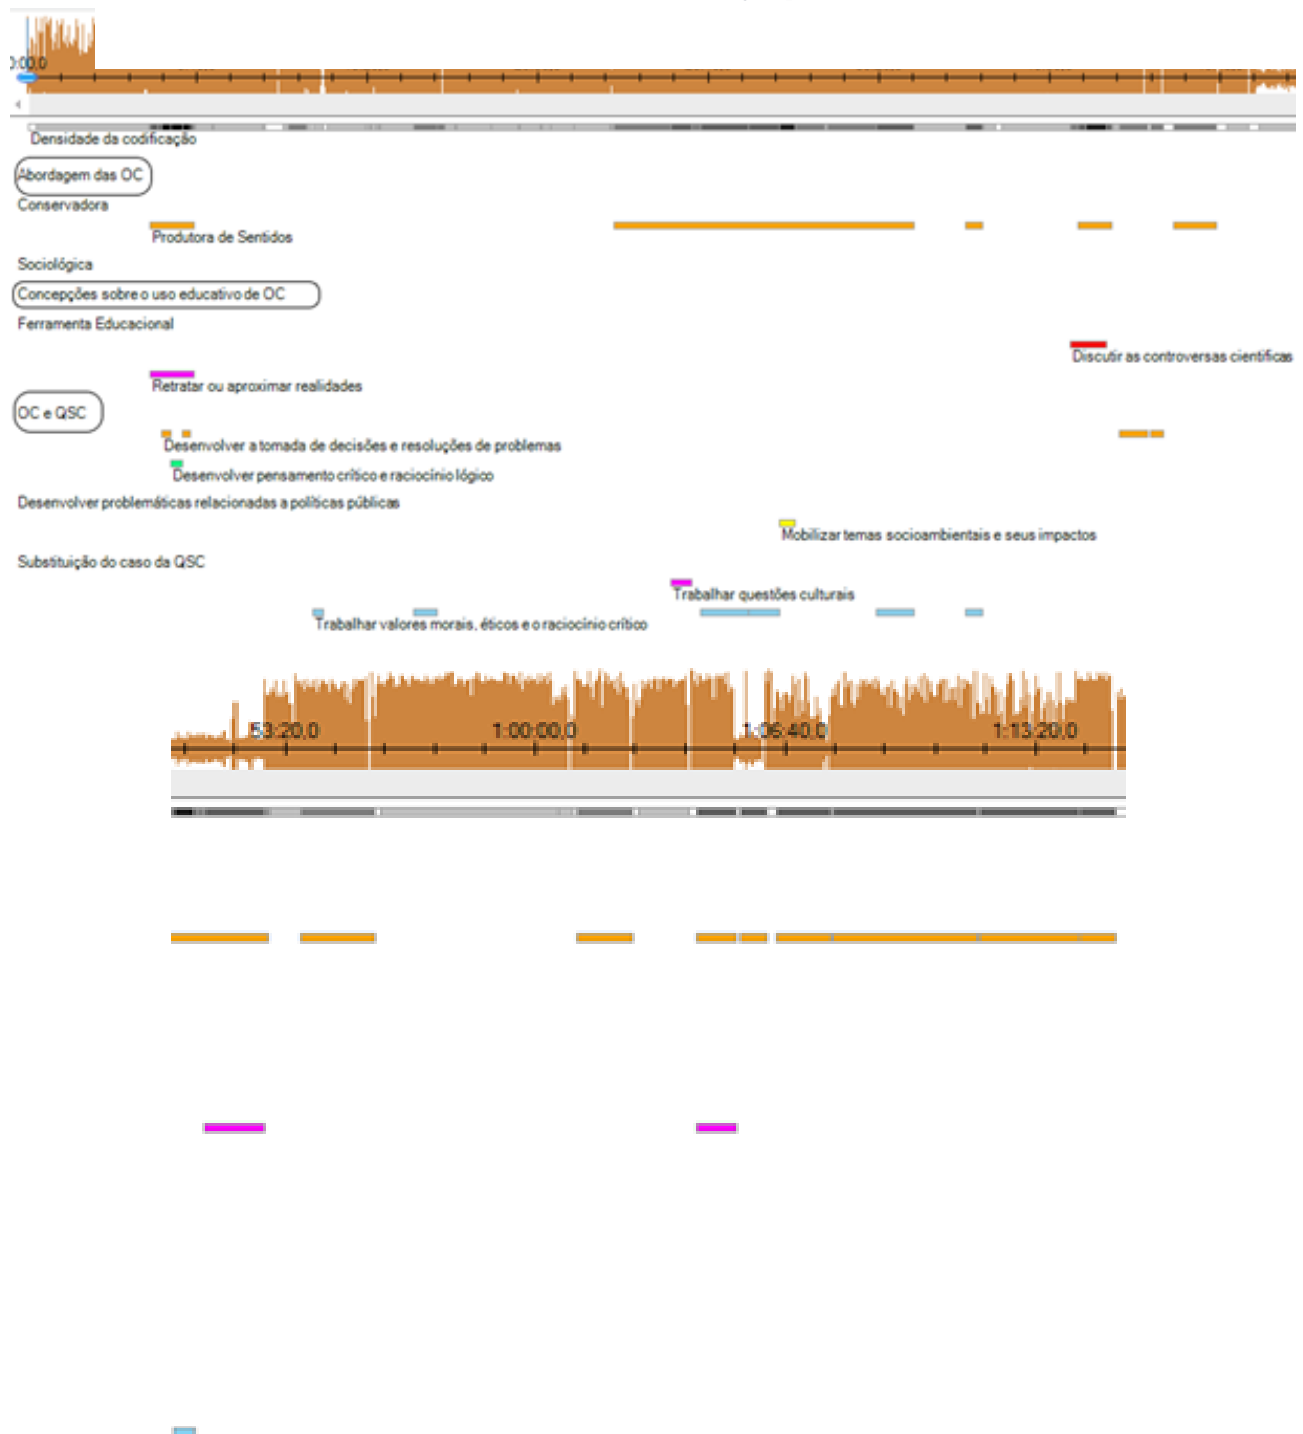 0:00,0
Densidade da codificação
Abordagem das OC
Conservadora
Produtora de Sentidos
Sociológica
Concepções sobre o uso educativo de OC
Ferramenta Educacional
Discutir as controversas científicas
Retratar ou aproximar realidades
OC e QSC
Desenvolver a tomada de decisões e resoluções de problemas
Desenvolver pensamento crítico e raciocínio lógico
Desenvolver problemáticas relacionadas a políticas públicas
Mobilizar temas socioambientais e seus impactos
Substituição do caso da QSC
Trabalhar questões culturais
Trabalhar valores morais, éticos e o raciocínio crítico
53:20,0 1:00:00,0 1:06:40,0 1:13:20,0